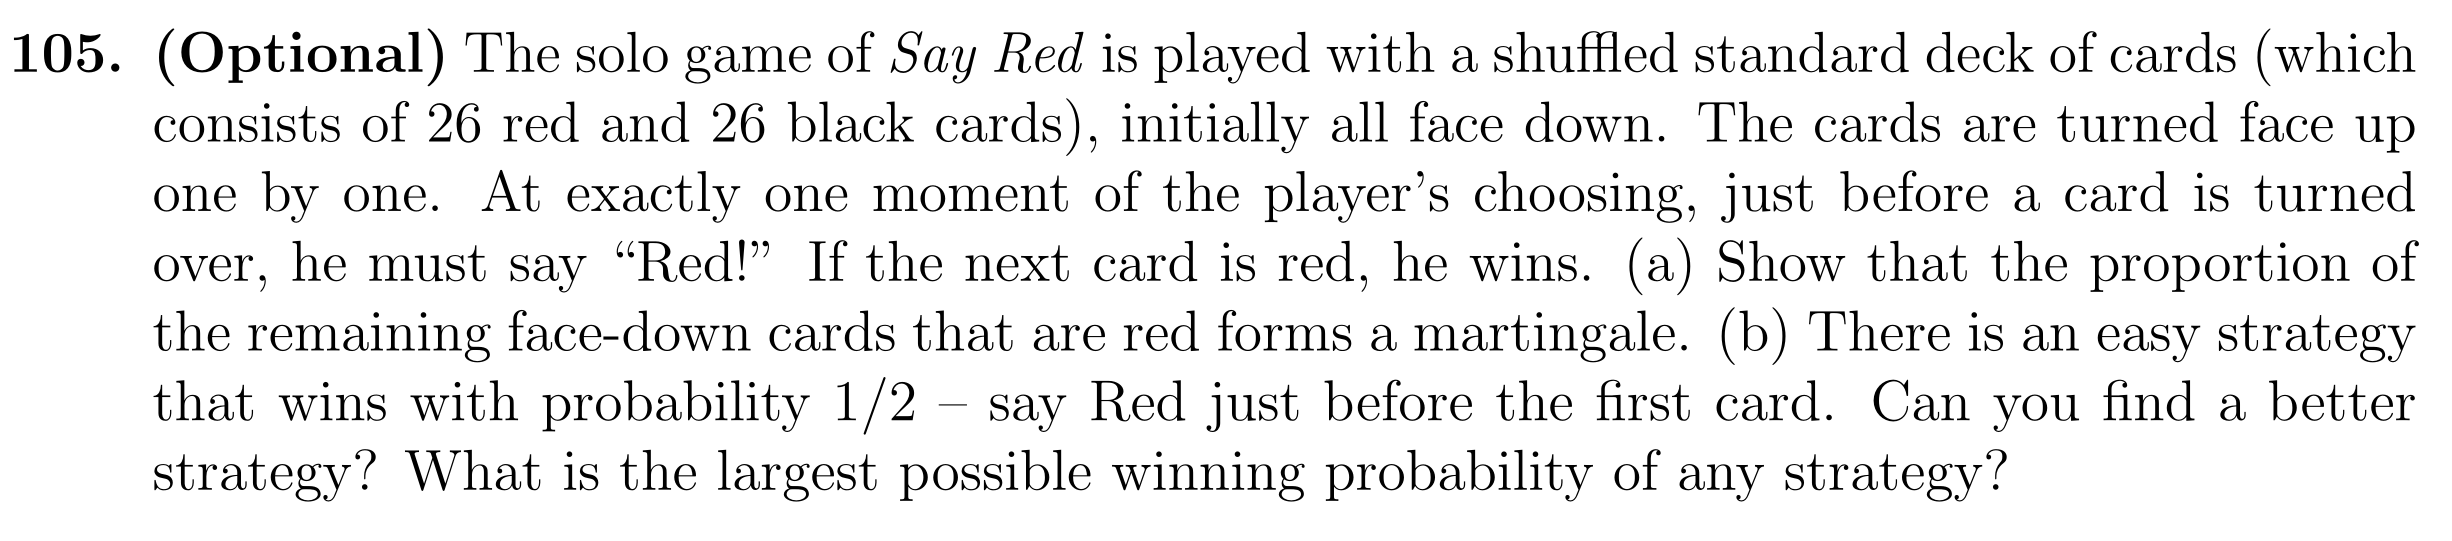 105. (Optional) The solo game of Say Red is played with a shuffled standard deck of cards (which
consists of 26 red and 26 black cards), initially all face down. The cards are turned face up
one by one. At exactly one moment of the player's choosing, just before a card is turned
over, he must say “Red!” If the next card is red, he wins. (a) Show that the proportion of
the remaining face-down cards that are red forms a martingale. (b) There is an easy strategy
that wins with probability 1/2 – say Red just before the first card. Can you find a better
strategy? What is the largest possible winning probability of any strategy?